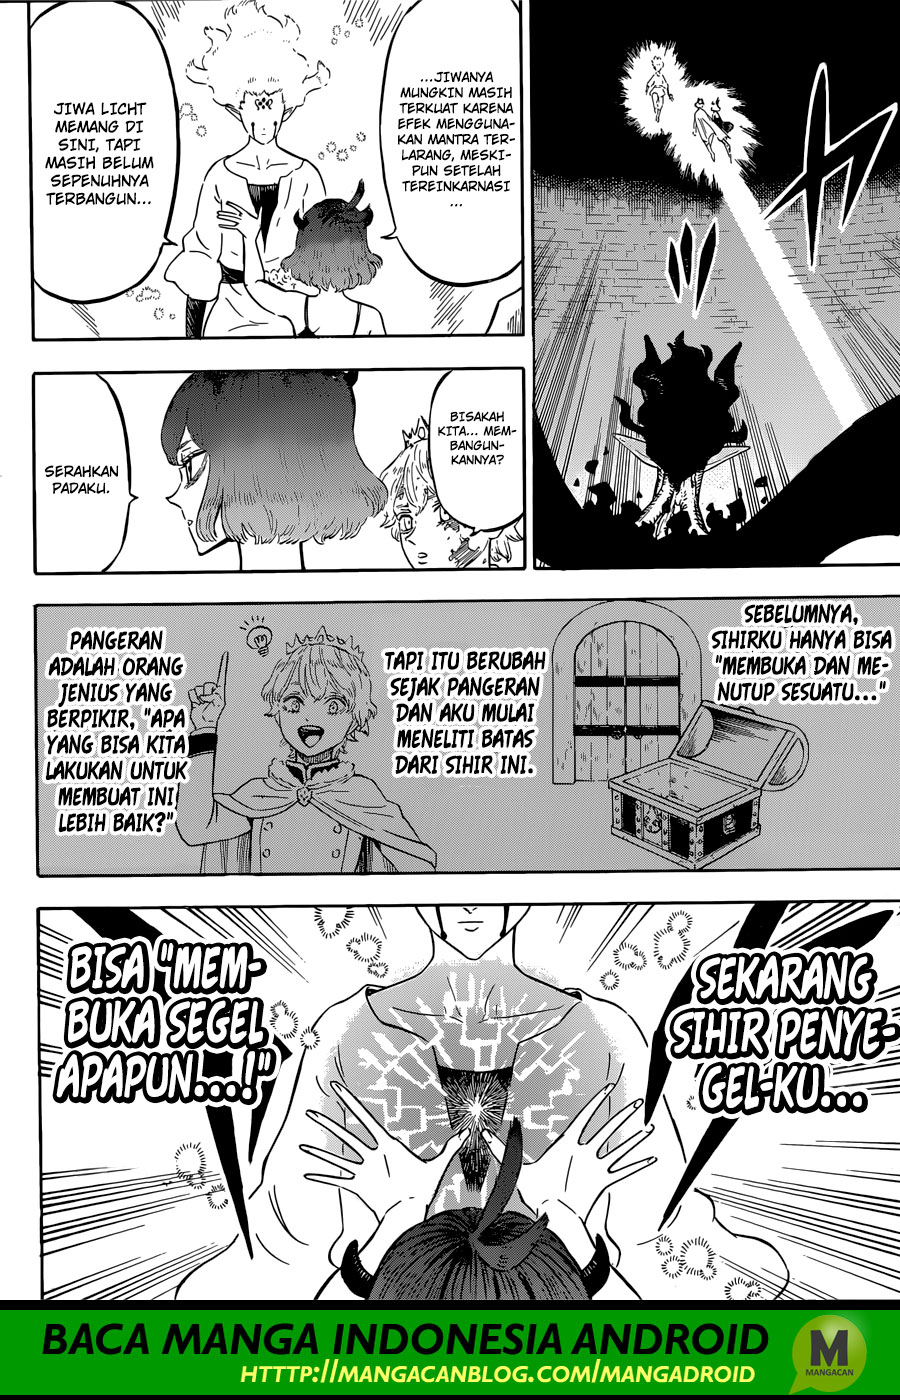 ...JIWANYA
MUNGKIN MASIH
TERKUAT KARENA
EFEK MENGGUNA-
KAN MANTRA TER-
LARANG, MESKI-
PUN SETELAH
TEREINKARNASI
...
JIWA LICHT
MEMANG DI
SINI, TAPI
MASIH BELUM
SEPENUHNYA
TERBANGUN...
BISAKAH
KITA... MEM-
BANGUN-
KANNYA?
SERAHKAN
PADAKU.
SEBELUMNYA,
SIHIRKU HANYA BISA
"MEMBUKA DAN ME-
NUTUP SESUATU..."
TAPI ITU BERUBAH
SEJAK PANGERAN
DAN AKU MULAI
MENELITI BATAS
DARI SIHIR INI.
PANGERAN
ADALAH ORANG
JENIUS YANG
BERPIKIR, "APA
YANG BISA KITA
LAKUKAN UNTUK
MEMBUAT INI
LEBIH BAIK?"
SEKARANG
SIHIR PENYE-
GEL-KU...
BISA "MEM-
BUKA SEGEL
APAPUN...!"
BACA MANGA INDONESIA ANDROID
HTTTP://MANGACANBLOG.COM/MANGADROID
M
MANGACAN